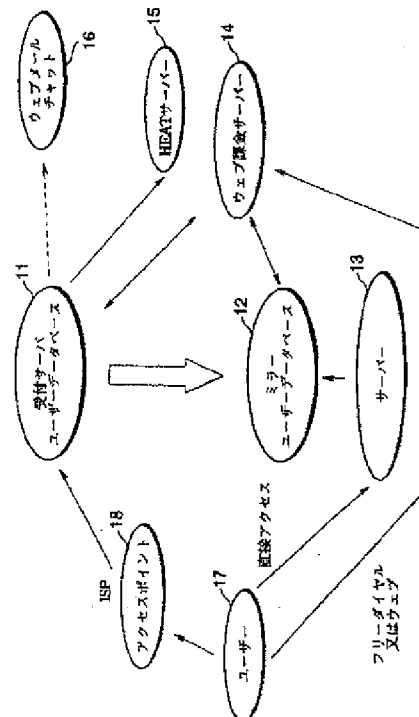 16
ウェブメール
チャット
15
HEATサーバー
14
ウェブ課金サーバー
11
受付サーバ
ユーザーデータベース
12
ミラー
ユーザーデータベース
13
サーバー
ISP
18
アクセスポイント
直接アクセス
17
ユーザー
フリーダイヤル
又はウェブ